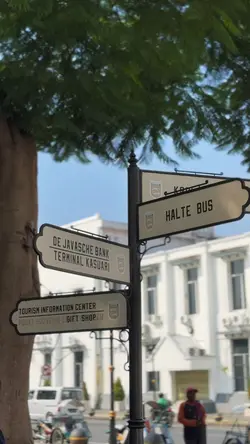 HALTE BUS
DE JAVASCHE BANK
TERMINAL KASUARI
TOURISM INFORMATION CENTER
GIFT SHOP